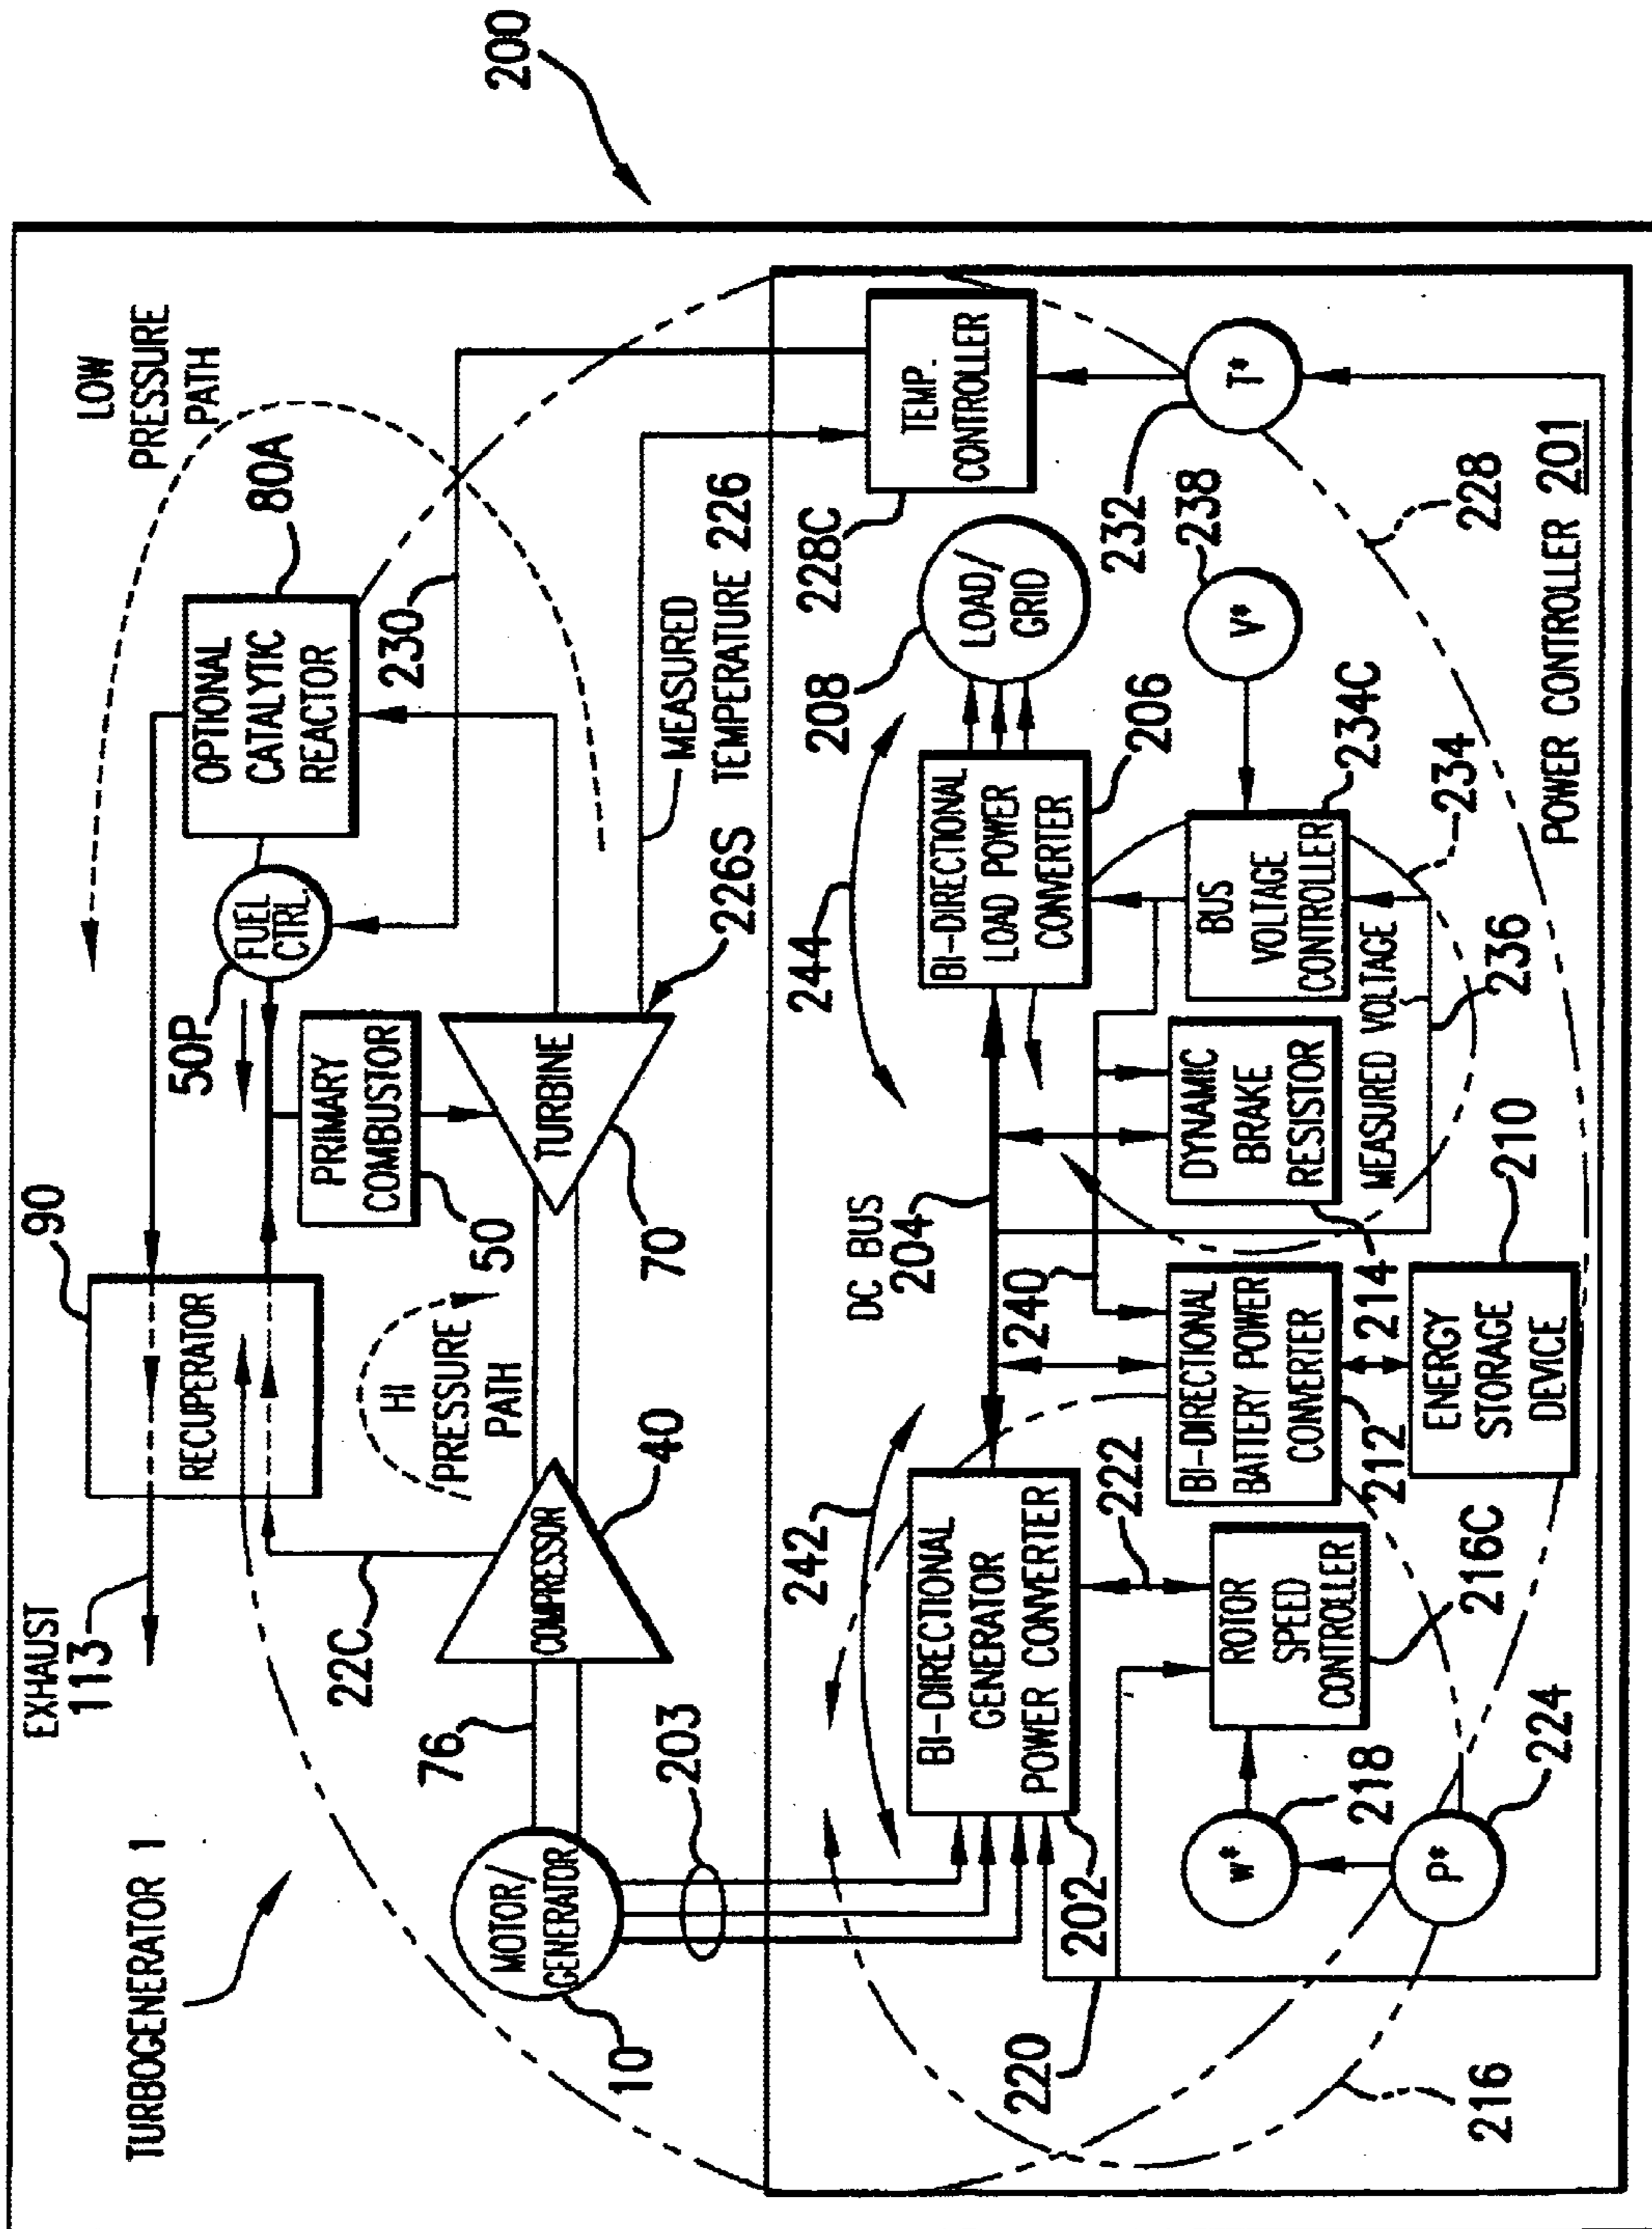 200
TURBOGENERATOR 1
EXHAUST
113
90
RECUPERATOR
50P
FUEL
CTRL.
OPTIONAL
CATALYTIC
REACTOR
80A
LOW
PRESSURE
PATH
22C
HI
PRESSURE
PATH
PRIMARY
COMBUSTOR
50
230
76
COMPRESSOR
40
TURBINE
70
226S
MEASURED
TEMPERATURE 226
MOTOR/
GENERATOR
10
203
242
DC BUS
204
244
208
228C
TEMP.
CONTROLLER
BI-DIRECTIONAL
GENERATOR
POWER CONVERTER
202
BI-DIRECTIONAL
LOAD POWER
CONVERTER
206
LOAD/
GRID
220
222
240
232
238
w*
218
ROTOR
SPEED
CONTROLLER
216C
BI-DIRECTIONAL
BATTERY POWER
CONVERTER
212
214
DYNAMIC
BRAKE
RESISTOR
BUS
VOLTAGE
CONTROLLER
234C
V*
T*
MEASURED VOLTAGE
234
228
P*
224
ENERGY
STORAGE
DEVICE
210
236
216
POWER CONTROLLER 201